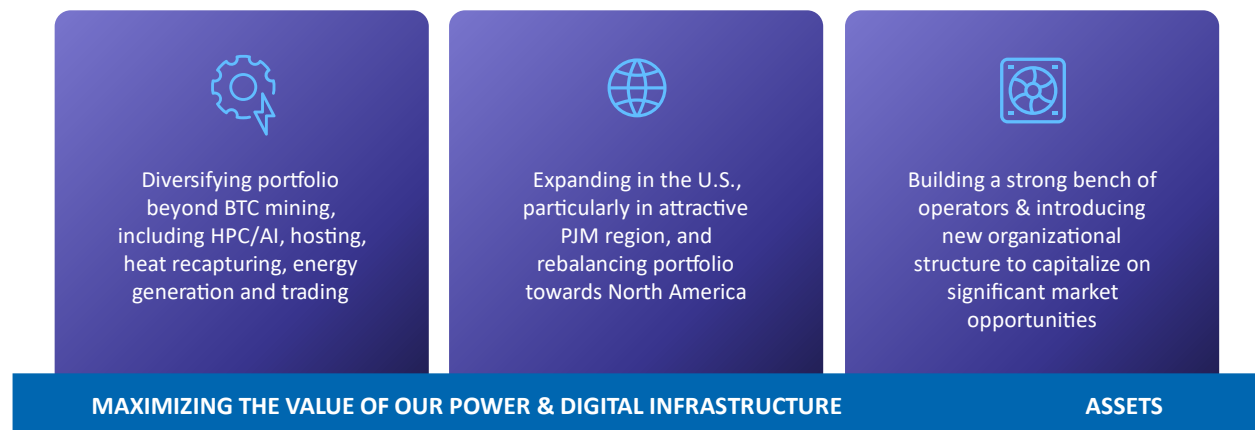 Diversifying portfolio
beyond BTC mining,
including HPC/AI, hosting,
heat recapturing, energy
generation and trading
Expanding in the U.S.,
particularly in attractive
PJM region, and
rebalancing portfolio
towards North America
Building a strong bench of
operators & introducing
new organizational
structure to capitalize on
significant market
opportunities
MAXIMIZING THE VALUE OF OUR POWER & DIGITAL INFRASTRUCTURE ASSETS